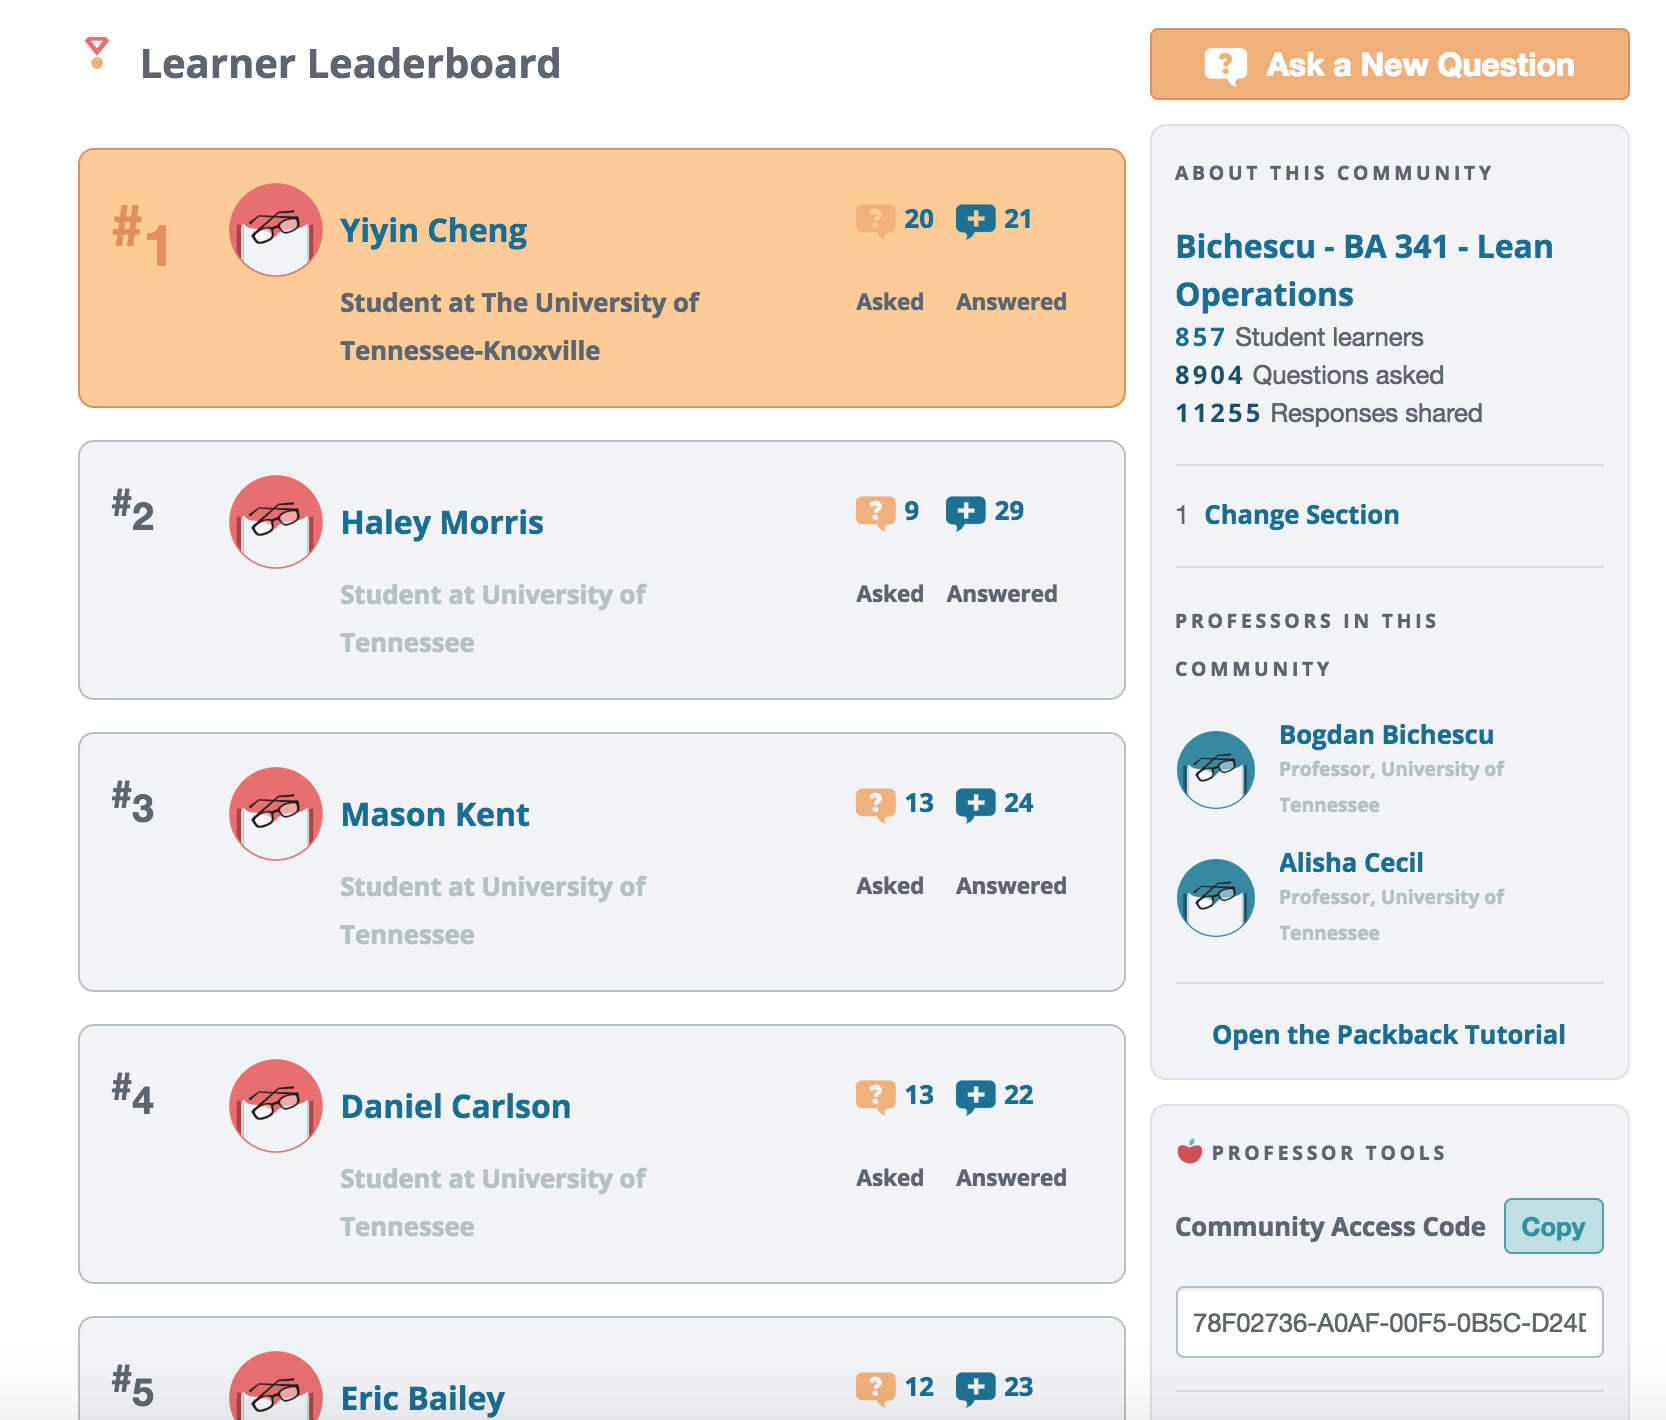 Learner Leaderboard
#1
Yiyin Cheng
20 21
Student at The University of
Tennessee-Knoxville
Asked Answered
#2
Haley Morris
9 29
Student at University of
Tennessee
Asked Answered
#3
Mason Kent
13 24
Student at University of
Tennessee
Asked Answered
#4
Daniel Carlson
13 22
Student at University of
Tennessee
Asked Answered
#5
Eric Bailey
12 23
? Ask a New Question
ABOUT THIS COMMUNITY
Bichescu - BA 341 - Lean
Operations
857 Student learners
8904 Questions asked
11255 Responses shared
1 Change Section
PROFESSORS IN THIS
COMMUNITY
Bogdan Bichescu
Professor, University of
Tennessee
Alisha Cecil
Professor, University of
Tennessee
Open the Packback Tutorial
PROFESSOR TOOLS
Community Access Code Copy
78F02736-A0AF-00F5-0B5C-D24